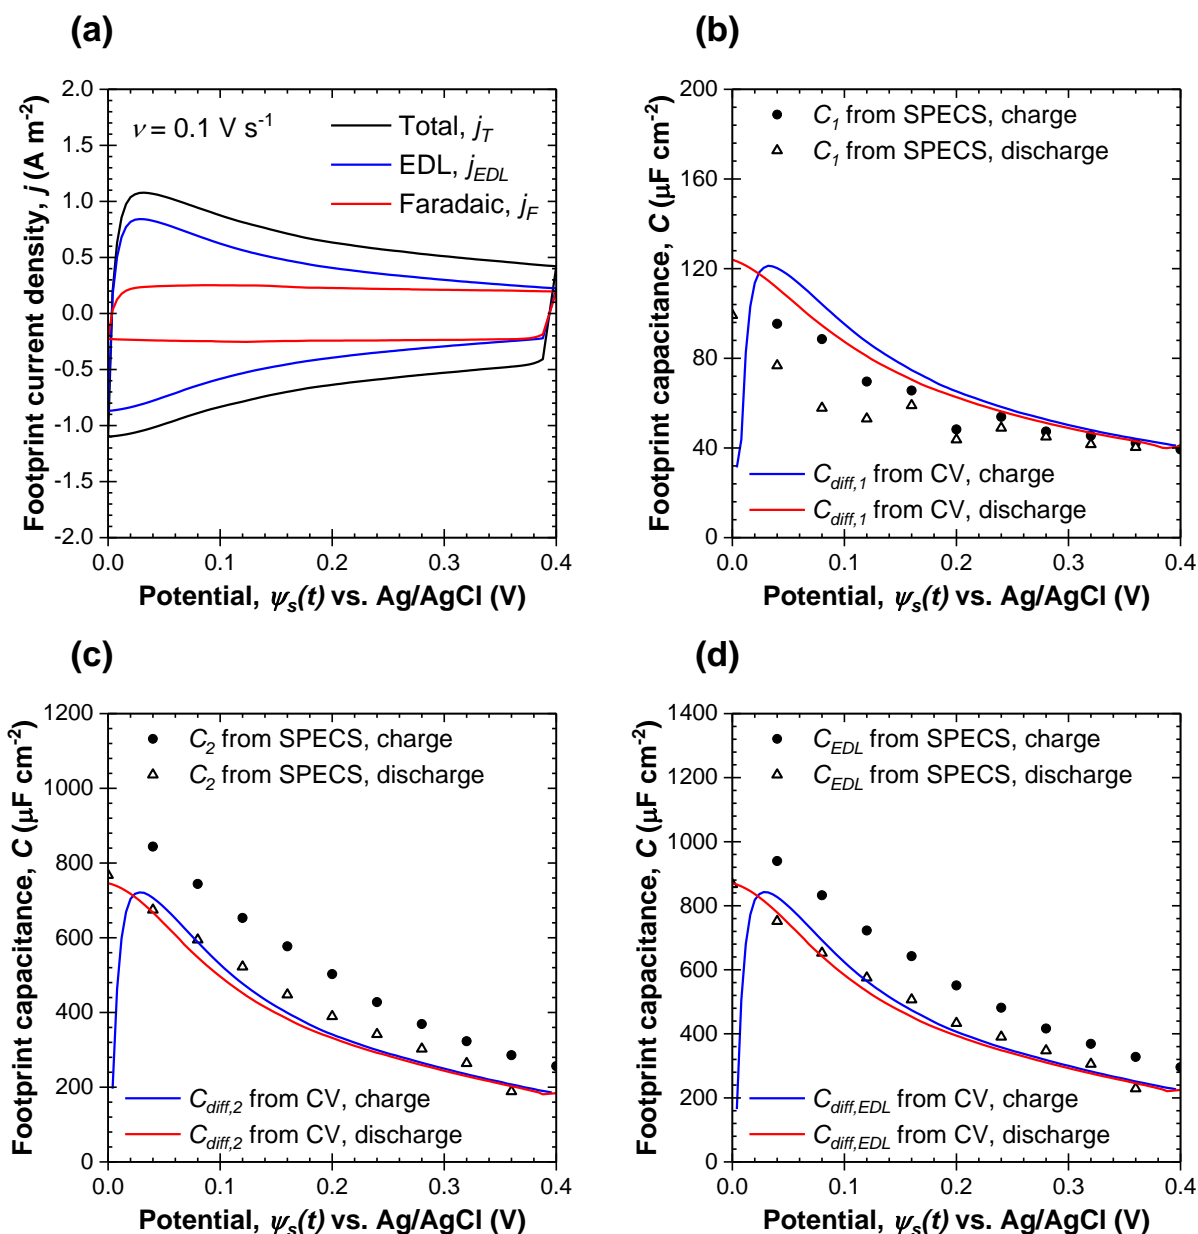 (a)
2.0
1.5
1.0
0.5
0.0
-0.5
-1.0
-1.5
-2.0
0.0 0.1 0.2 0.3 0.4
ν = 0.1 V s⁻¹
Total, j_T
EDL, j_EDL
Faradaic, j_F
Footprint current density, j (A m⁻²)
Potential, ψ_s(t) vs. Ag/AgCl (V)
(b)
200
160
120
80
40
0
0.0 0.1 0.2 0.3 0.4
C_1 from SPECS, charge
C_1 from SPECS, discharge
C_diff,1 from CV, charge
C_diff,1 from CV, discharge
Footprint capacitance, C (μF cm⁻²)
Potential, ψ_s(t) vs. Ag/AgCl (V)
(c)
1200
1000
800
600
400
200
0
0.0 0.1 0.2 0.3 0.4
C_2 from SPECS, charge
C_2 from SPECS, discharge
C_diff,2 from CV, charge
C_diff,2 from CV, discharge
Footprint capacitance, C (μF cm⁻²)
Potential, ψ_s(t) vs. Ag/AgCl (V)
(d)
1400
1200
1000
800
600
400
200
0
0.0 0.1 0.2 0.3 0.4
C_EDL from SPECS, charge
C_EDL from SPECS, discharge
C_diff,EDL from CV, charge
C_diff,EDL from CV, discharge
Footprint capacitance, C (μF cm⁻²)
Potential, ψ_s(t) vs. Ag/AgCl (V)